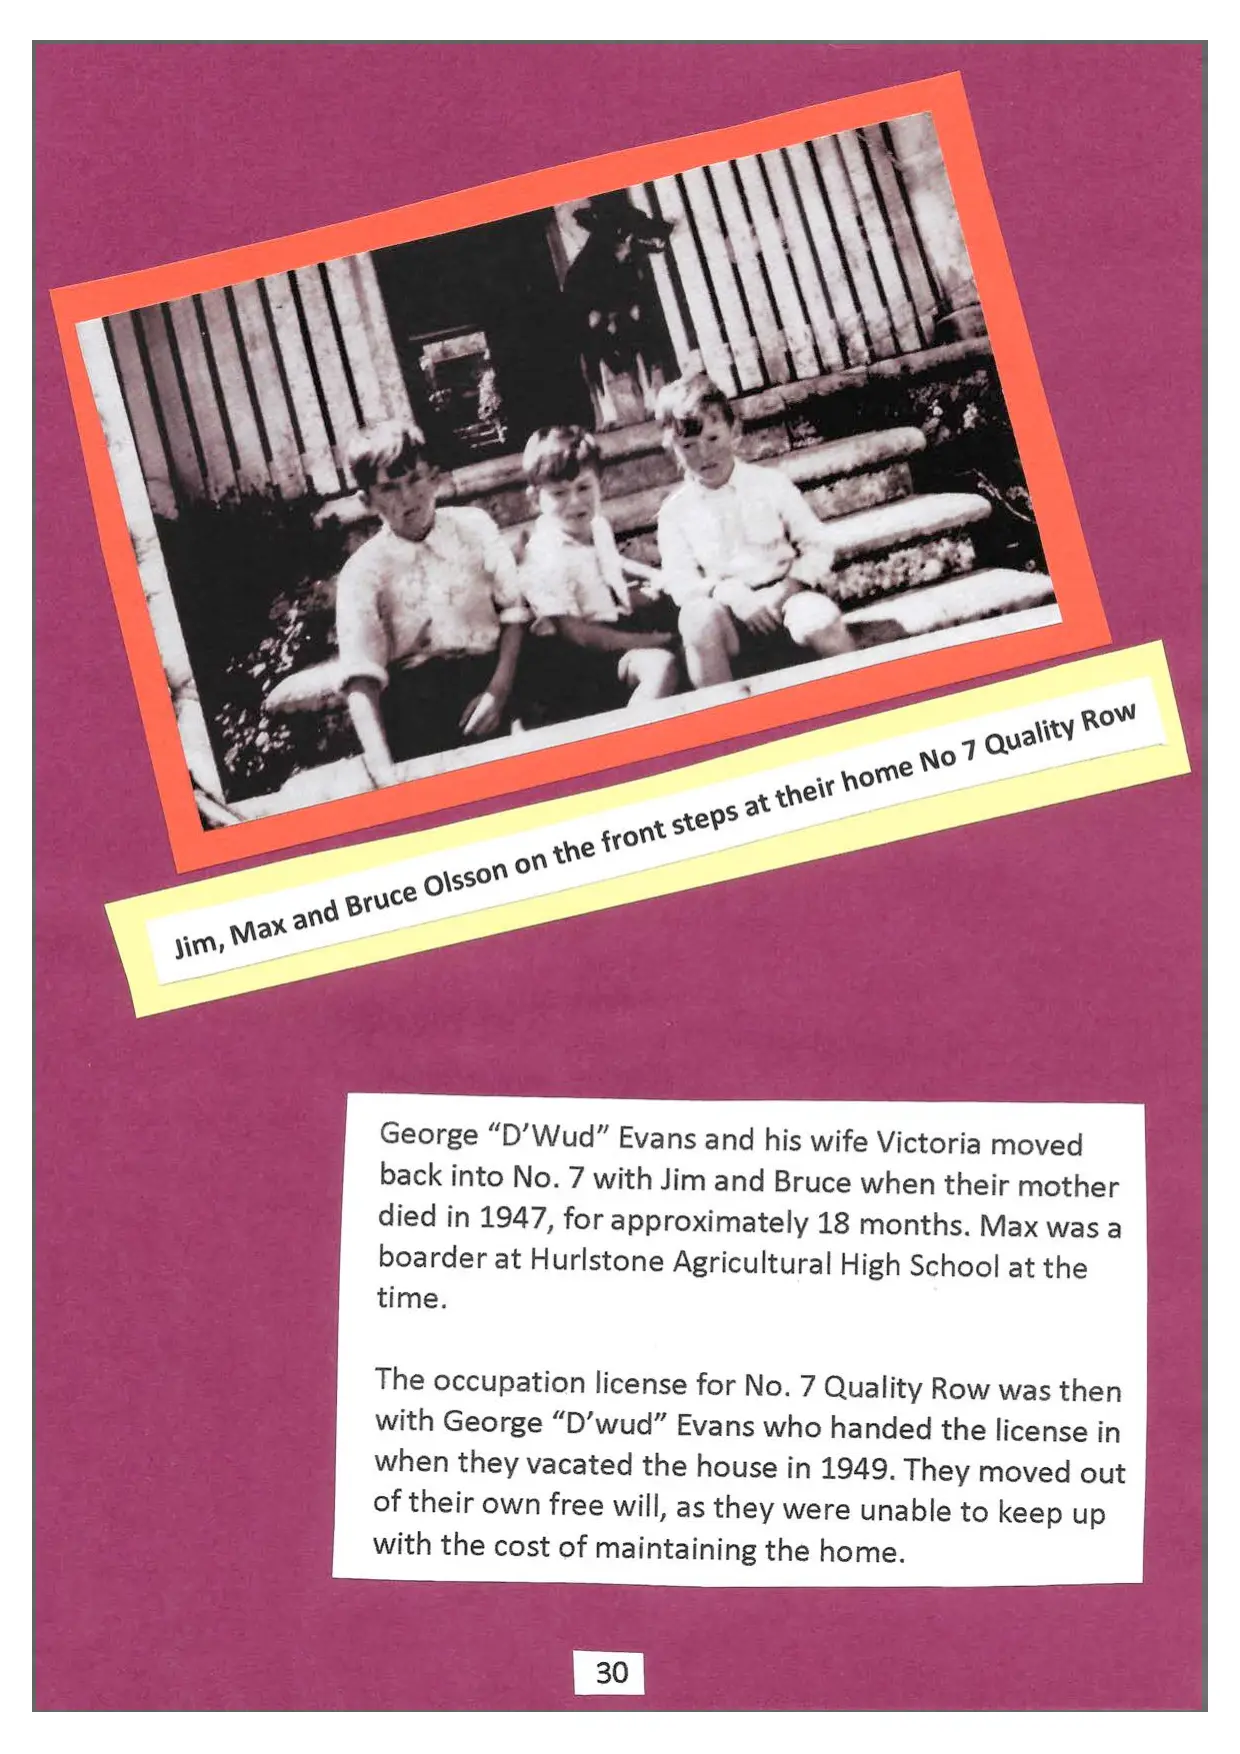 Jim, Max and Bruce Olsson on the front steps at their home No 7 Quality Row
George “D’Wud” Evans and his wife Victoria moved
back into No. 7 with Jim and Bruce when their mother
died in 1947, for approximately 18 months. Max was a
boarder at Hurlstone Agricultural High School at the
time.
The occupation license for No. 7 Quality Row was then
with George “D’wud” Evans who handed the license in
when they vacated the house in 1949. They moved out
of their own free will, as they were unable to keep up
with the cost of maintaining the home.
30